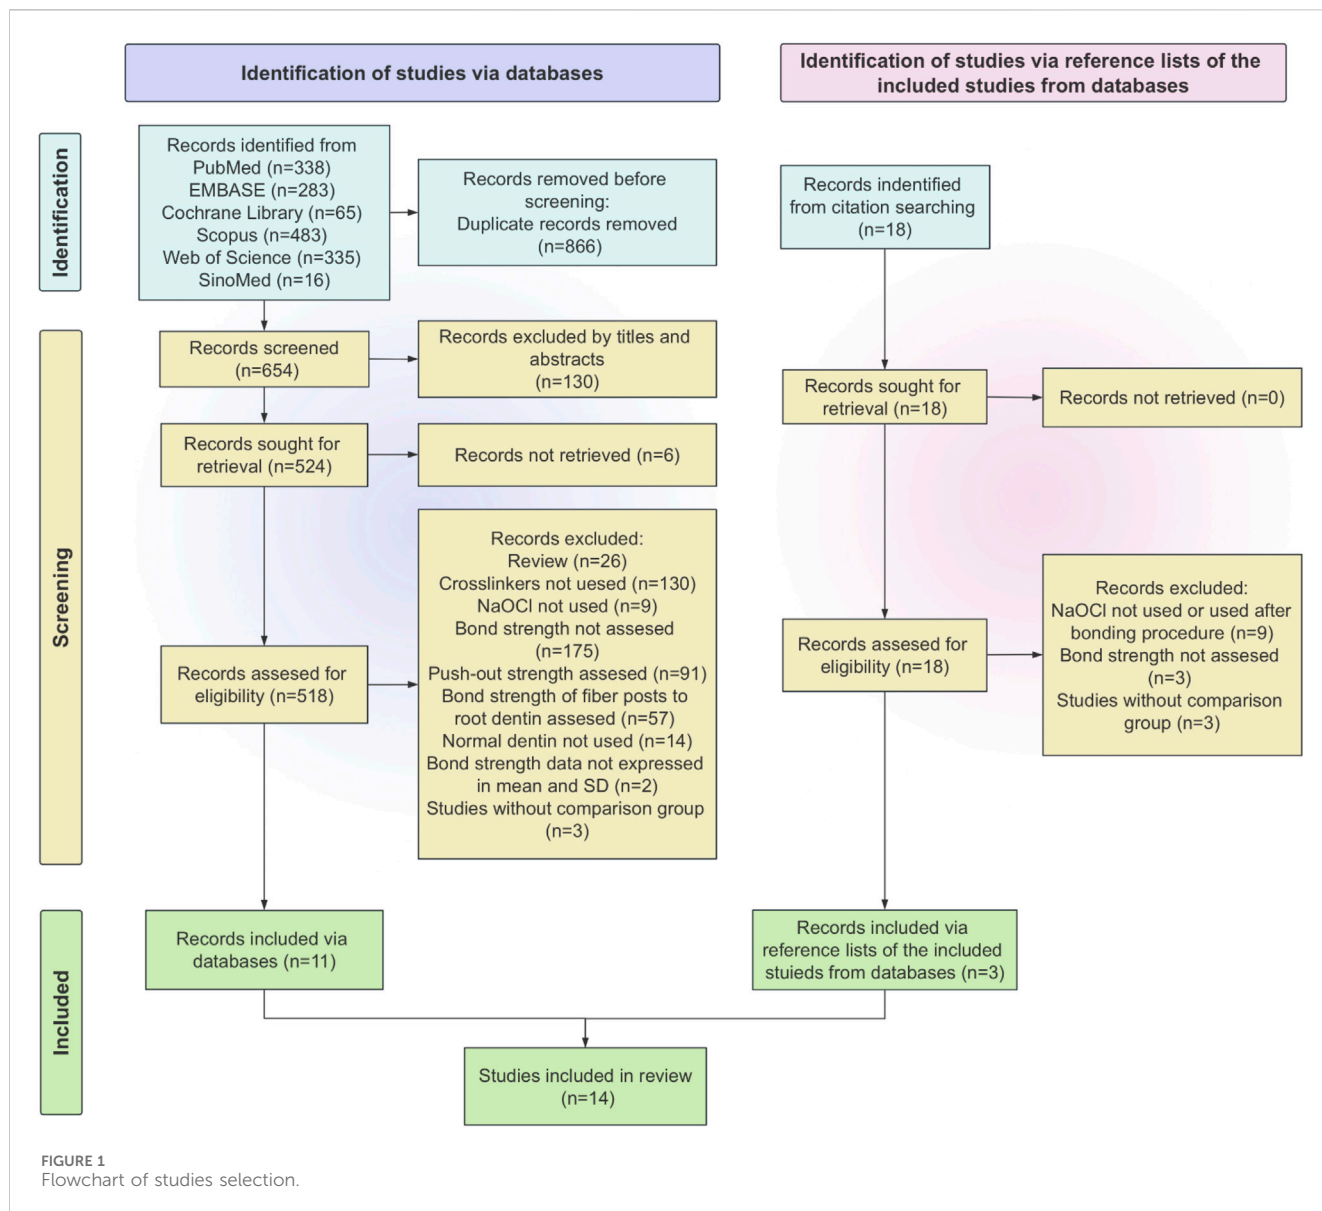 Identification of studies via databases
Identification of studies via reference lists of the
included studies from databases
Identification
Records identified from
PubMed (n=338)
EMBASE (n=283)
Cochrane Library (n=65)
Scopus (n=483)
Web of Science (n=335)
SinoMed (n=16)
Records removed before
screening:
Duplicate records removed
(n=866)
Records indentified
from citation searching
(n=18)
Screening
Records screened
(n=654)
Records excluded by titles and
abstracts
(n=130)
Records sought for
retrieval (n=524)
Records not retrieved (n=6)
Records sought for
retrieval (n=18)
Records not retrieved (n=0)
Records assesed for
eligibility (n=518)
Records excluded:
Review (n=26)
Crosslinkers not uesed (n=130)
NaOCl not used (n=9)
Bond strength not assesed
(n=175)
Push-out strength assesed (n=91)
Bond strength of fiber posts to
root dentin assesed (n=57)
Normal dentin not used (n=14)
Bond strength data not expressed
in mean and SD (n=2)
Studies without comparison group
(n=3)
Records assesed for
eligibility (n=18)
Records excluded:
NaOCl not used or used after
bonding procedure (n=9)
Bond strength not assesed
(n=3)
Studies without comparison
group (n=3)
Included
Records included via
databases (n=11)
Records included via
reference lists of the included
stuieds from databases (n=3)
Studies included in review
(n=14)
FIGURE 1
Flowchart of studies selection.